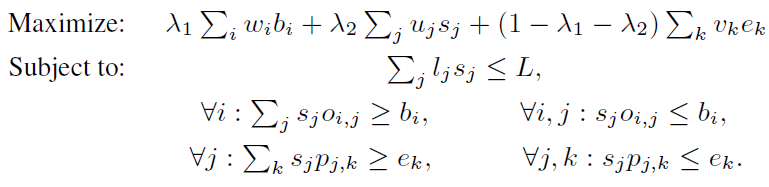 Maximize: λ₁ ∑ᵢ wᵢbᵢ + λ₂ ∑ⱼ uⱼsⱼ + (1 − λ₁ − λ₂) ∑ₖ vₖeₖ
Subject to: ∑ⱼ lⱼsⱼ ≤ L,
∀i : ∑ⱼ sⱼoᵢ,ⱼ ≥ bᵢ, ∀i, j : sⱼoᵢ,ⱼ ≤ bᵢ,
∀j : ∑ₖ sⱼpⱼ,ₖ ≥ eₖ, ∀j, k : sⱼpⱼ,ₖ ≤ eₖ.